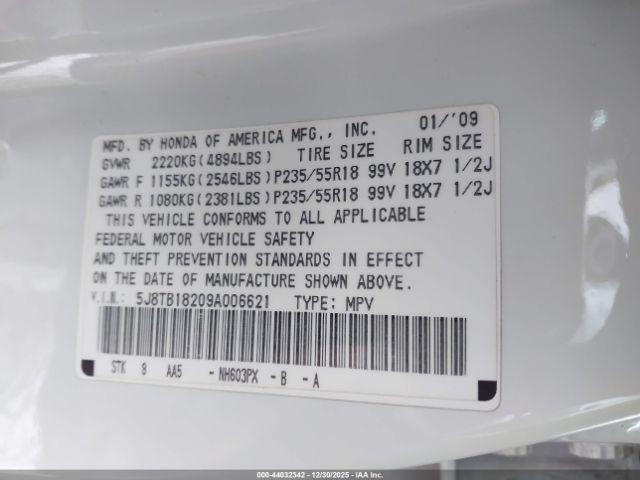 MFD. BY HONDA OF AMERICA MFG., INC. 01/'09
GVWR 2220KG(4894LBS) TIRE SIZE RIM SIZE
GAWR F 1155KG(2546LBS)P235/55R18 99V 18X7 1/2J
GAWR R 1080KG(2381LBS)P235/55R18 99V 18X7 1/2J
THIS VEHICLE CONFORMS TO ALL APPLICABLE
FEDERAL MOTOR VEHICLE SAFETY
AND THEFT PREVENTION STANDARDS IN EFFECT
ON THE DATE OF MANUFACTURE SHOWN ABOVE.
V.I.N.: 5J8TB18209A006621 TYPE: MPV
STK 9 AA5 - NH603PX - B - A
000-44032342 - 12/30/2025 - IAA Inc.